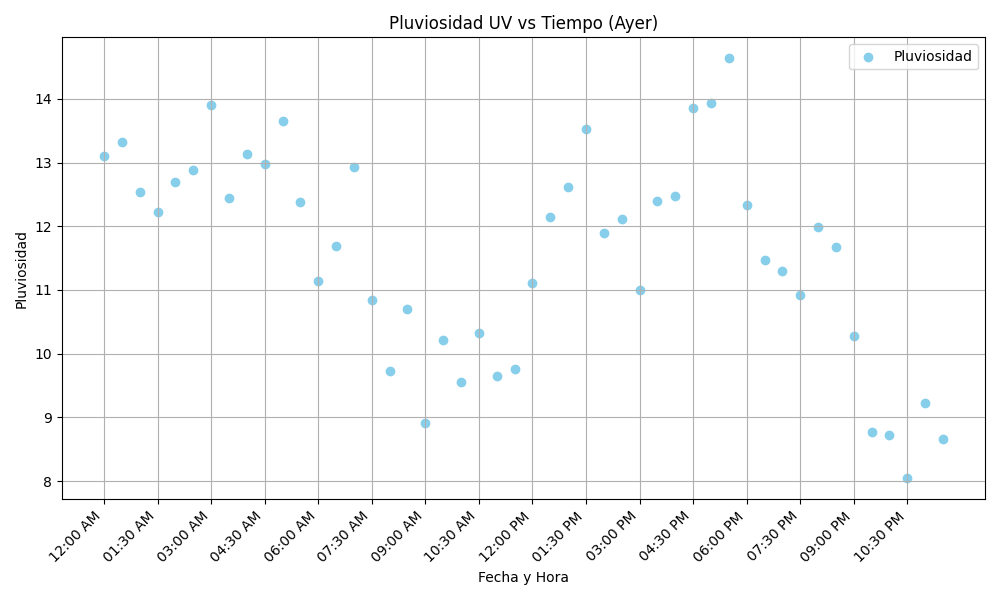 Pluviosidad UV vs Tiempo (Ayer)
Pluviosidad
14
13
12
11
10
9
8
Pluviosidad
12:00 AM
01:30 AM
03:00 AM
04:30 AM
06:00 AM
07:30 AM
09:00 AM
10:30 AM
12:00 PM
01:30 PM
03:00 PM
04:30 PM
06:00 PM
07:30 PM
09:00 PM
10:30 PM
Fecha y Hora